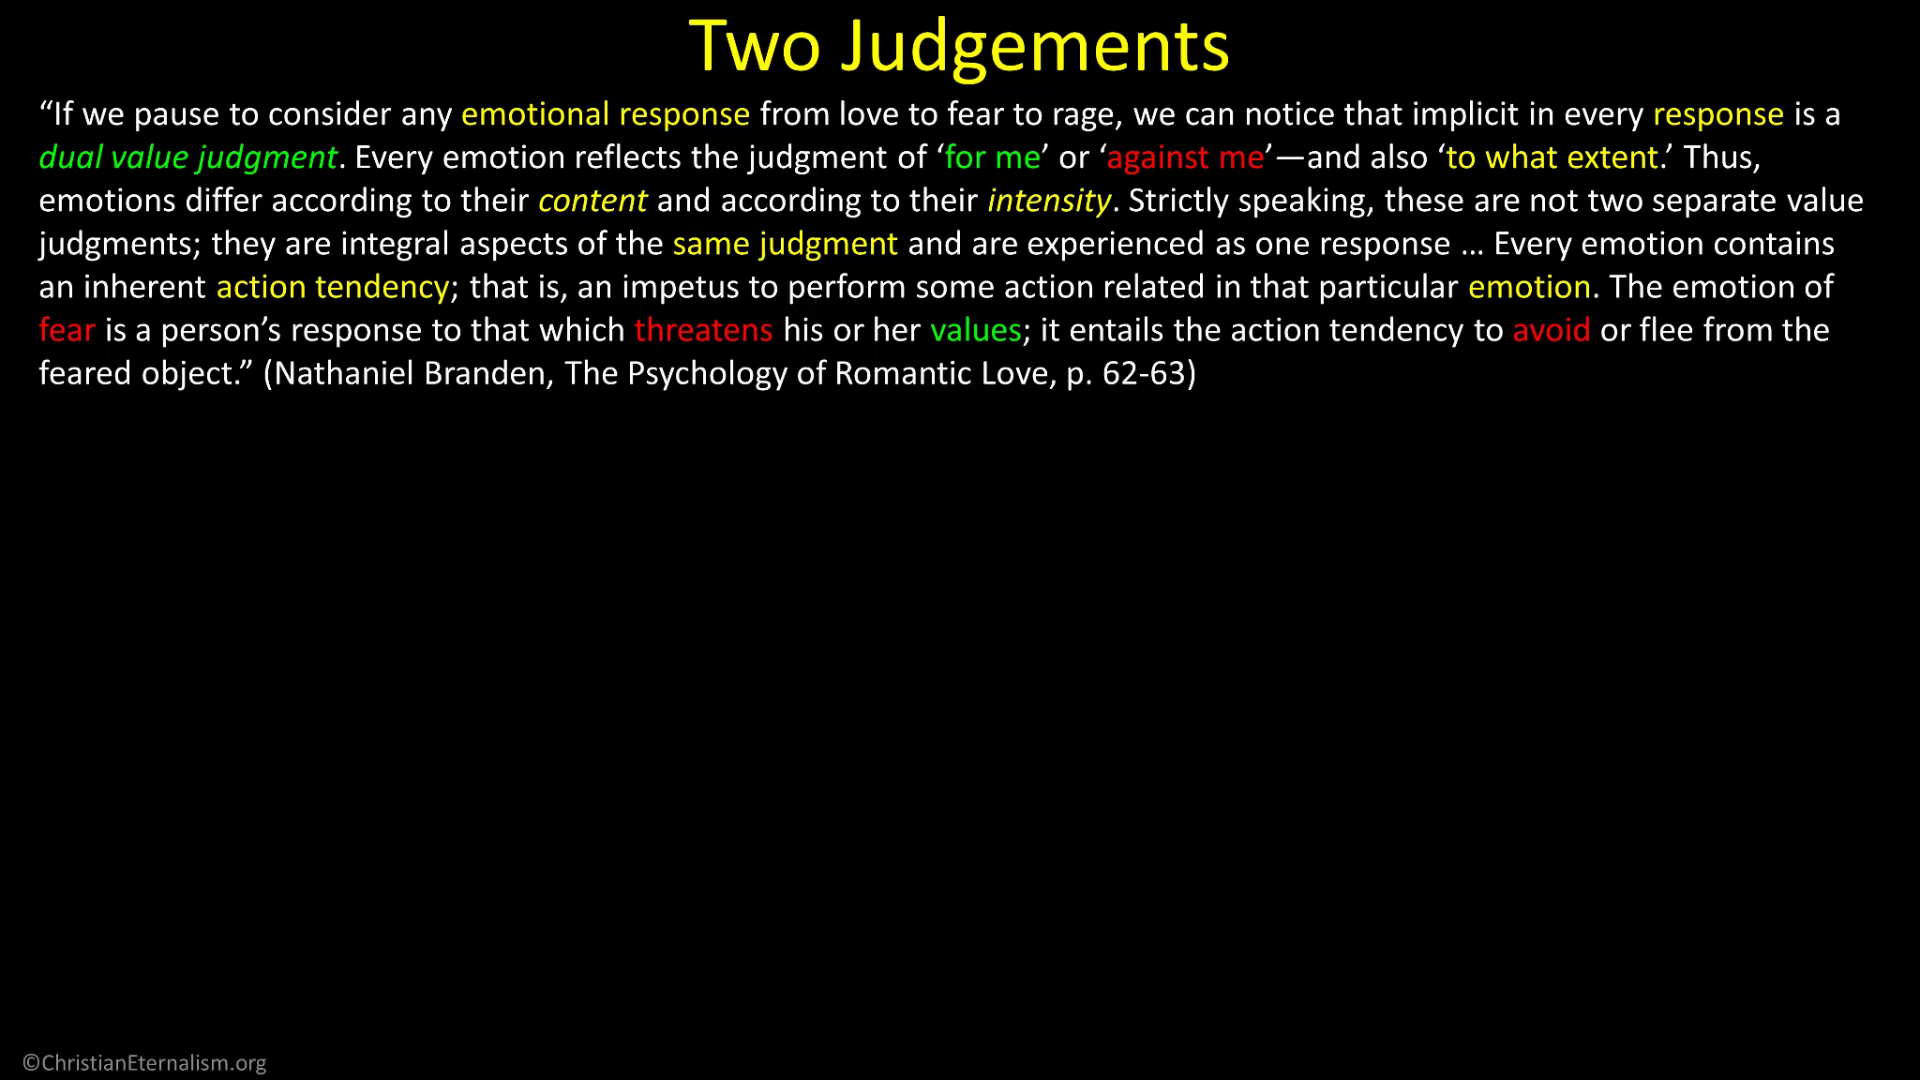 Two Judgements
“If we pause to consider any emotional response from love to fear to rage, we can notice that implicit in every response is a
dual value judgment. Every emotion reflects the judgment of ‘for me’ or ‘against me’—and also ‘to what extent.’ Thus,
emotions differ according to their content and according to their intensity. Strictly speaking, these are not two separate value
judgments; they are integral aspects of the same judgment and are experienced as one response … Every emotion contains
an inherent action tendency; that is, an impetus to perform some action related in that particular emotion. The emotion of
fear is a person’s response to that which threatens his or her values; it entails the action tendency to avoid or flee from the
feared object.” (Nathaniel Branden, The Psychology of Romantic Love, p. 62-63)
©ChristianEternalism.org